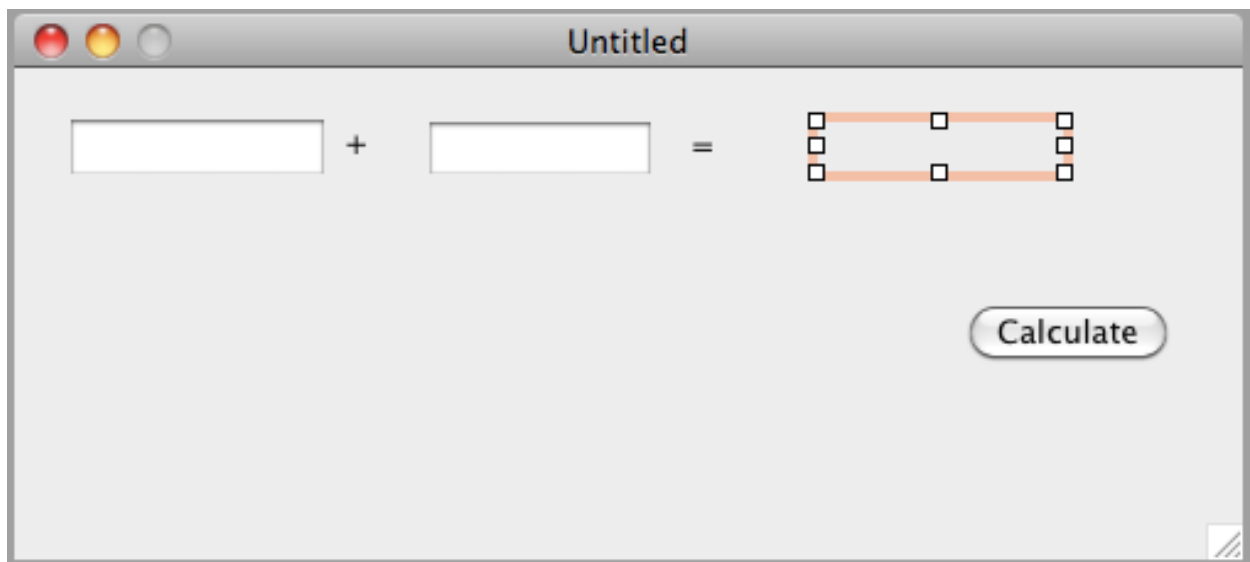 Untitled
+ =
Calculate